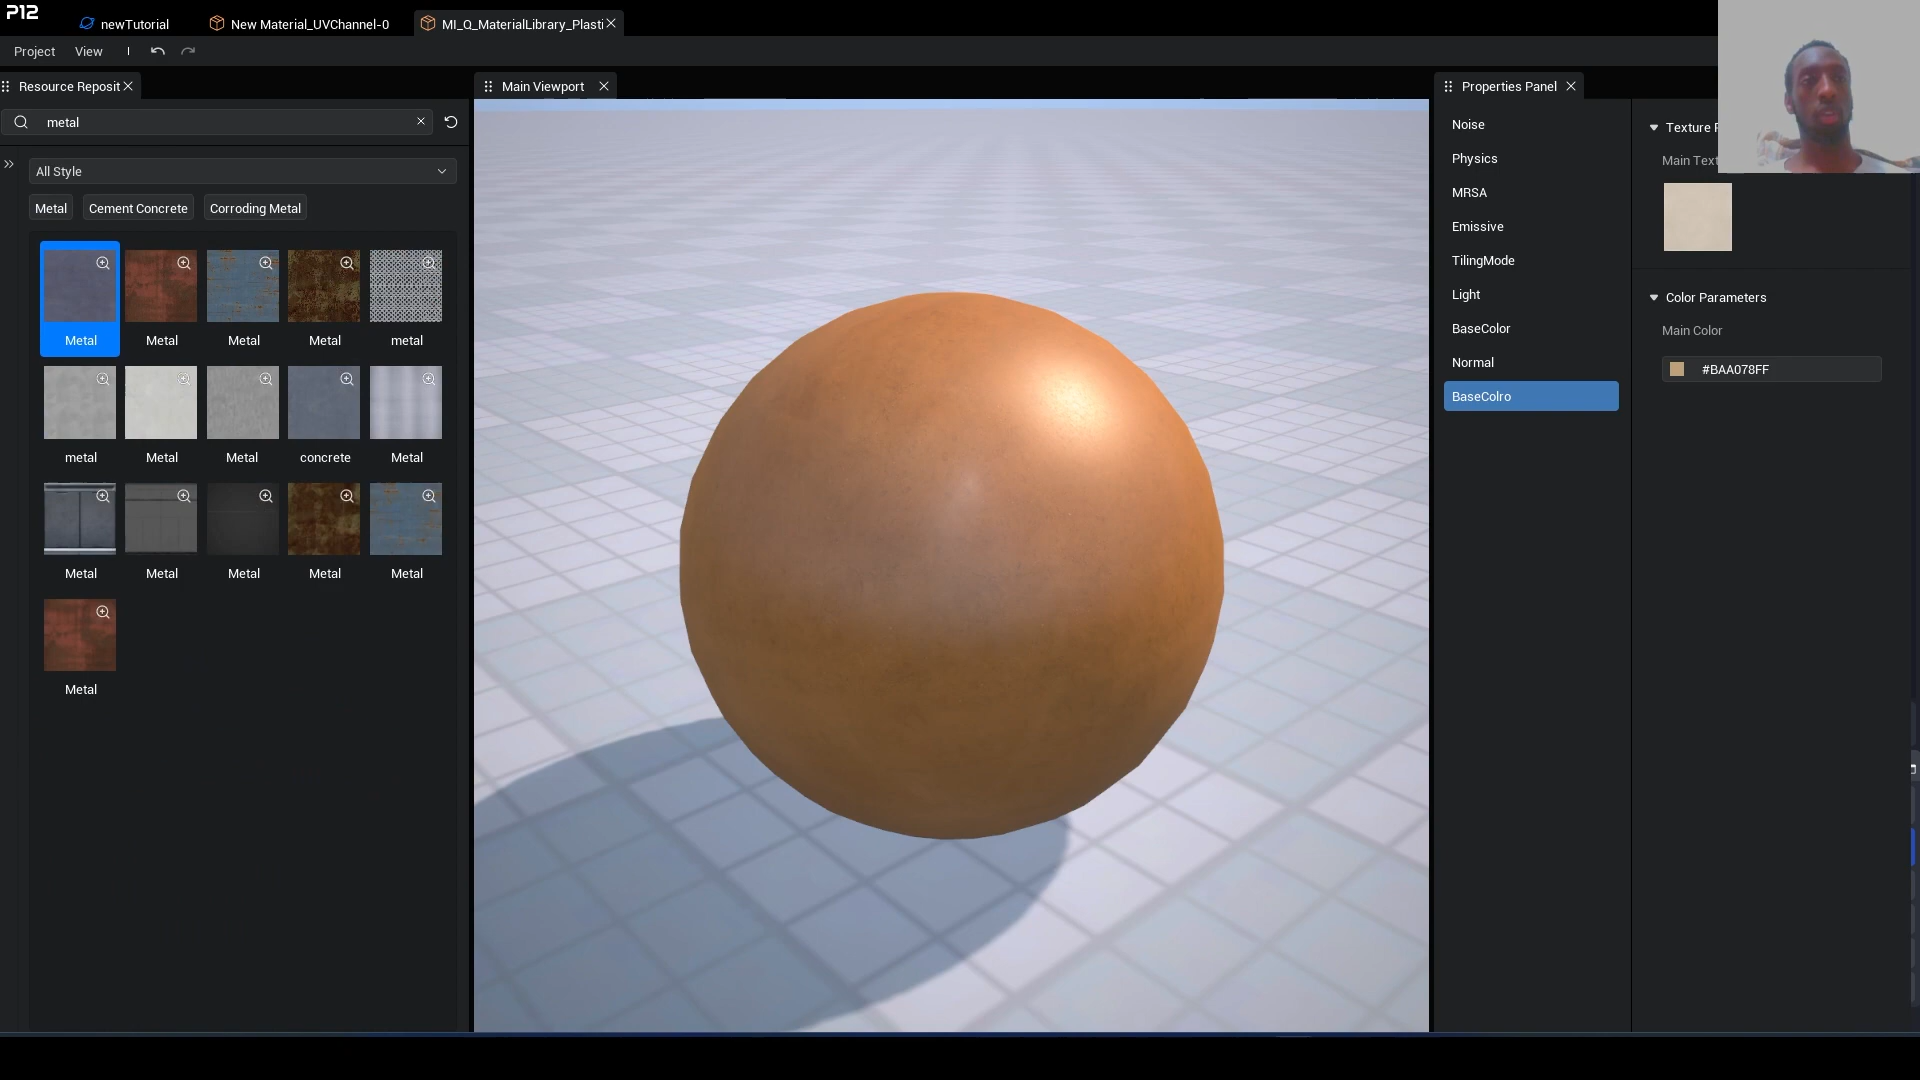 P12
newTutorial
New Material_UVChannel-0
MI_Q_MaterialLibrary_Plasti
Project
View
Resource Reposit
metal
All Style
Metal
Cement Concrete
Corroding Metal
Metal
Metal
Metal
Metal
metal
metal
Metal
Metal
concrete
Metal
Metal
Metal
Metal
Metal
Metal
Metal
Main Viewport
Properties Panel
Noise
Physics
MRSA
Emissive
TilingMode
Light
BaseColor
Normal
BaseColro
Texture
Main Text
Color Parameters
Main Color
#BAA078FF